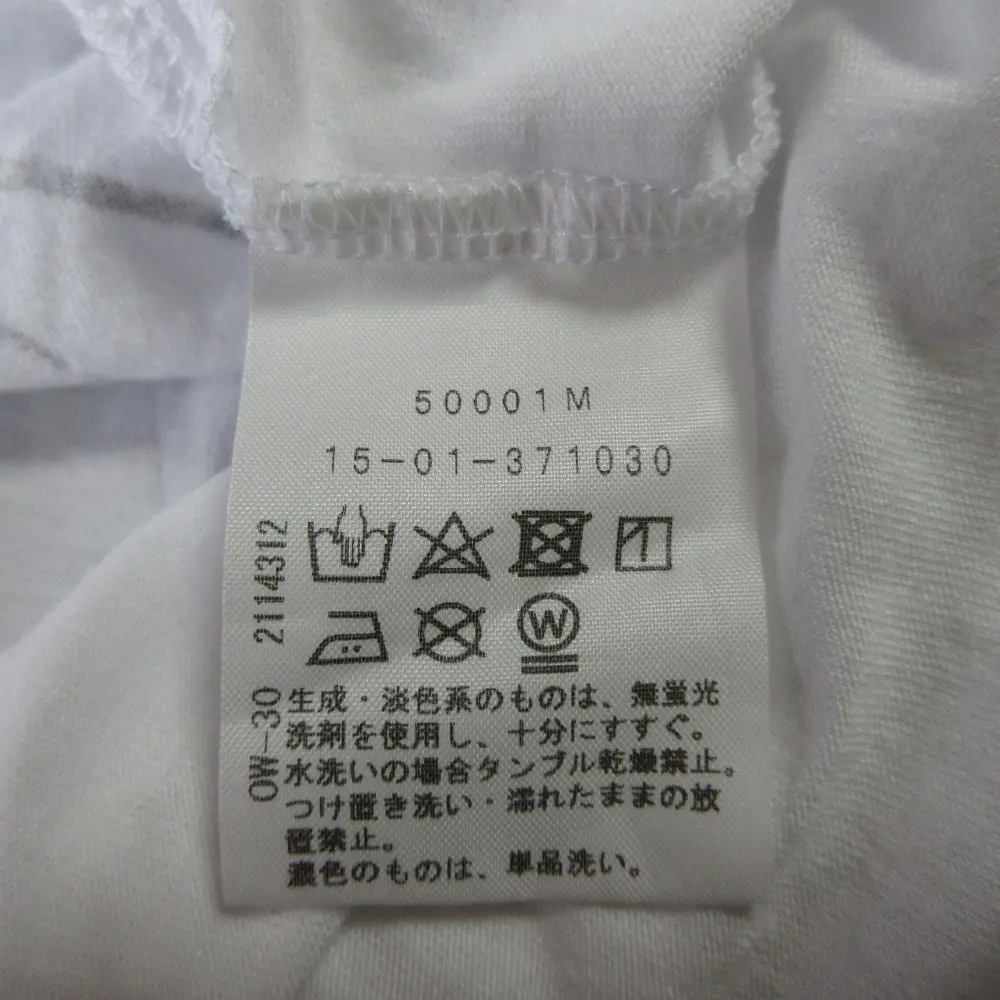 50001M
15-01-371030
W
生成・淡色系のものは、無蛍光
洗剤を使用し、十分にすすぐ。
水洗いの場合タンブル乾燥禁止。
つけ置き洗い・濡れたままの放
置禁止。
濃色のものは、単品洗い。
OW-30 2114312